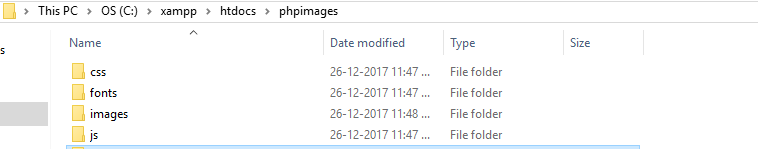 This PC > OS (C:) > xampp > htdocs > phpimages
s
Name Date modified Type Size
css 26-12-2017 11:47 ... File folder
fonts 26-12-2017 11:47 ... File folder
images 26-12-2017 11:48 ... File folder
js 26-12-2017 11:47 ... File folder